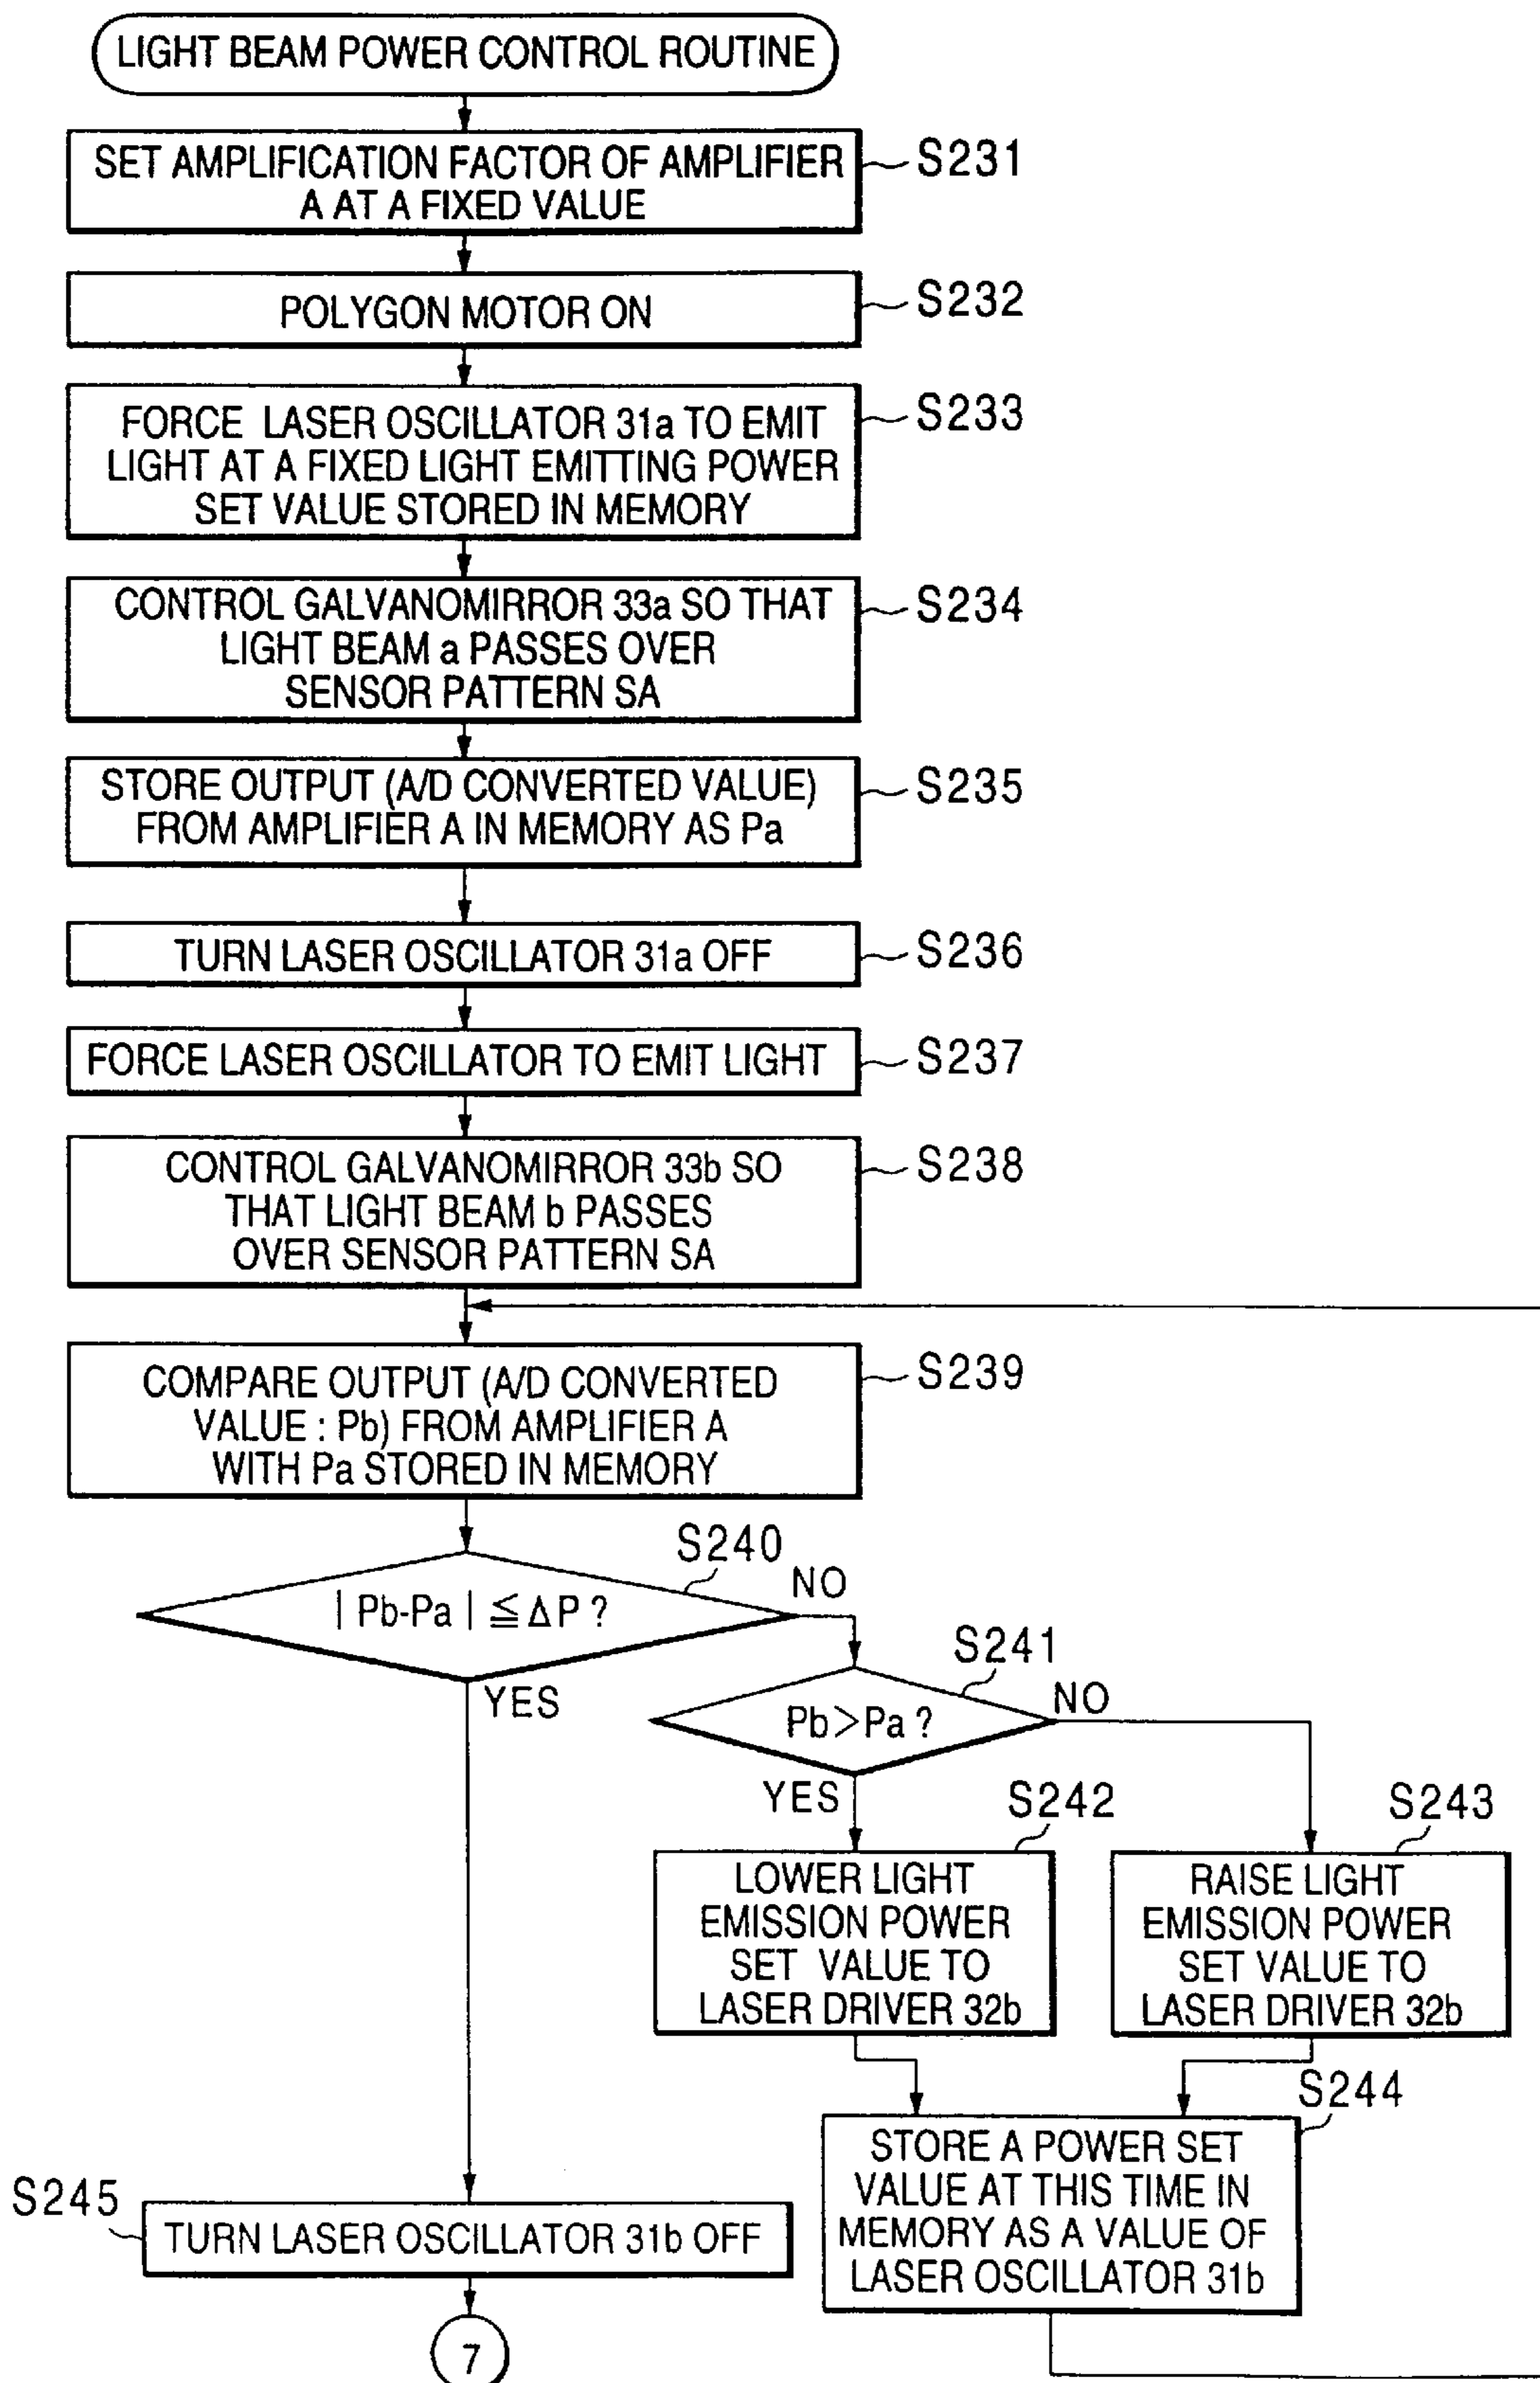 LIGHT BEAM POWER CONTROL ROUTINE
SET AMPLIFICATION FACTOR OF AMPLIFIER
A AT A FIXED VALUE
S231
POLYGON MOTOR ON
S232
FORCE LASER OSCILLATOR 31a TO EMIT
LIGHT AT A FIXED LIGHT EMITTING POWER
SET VALUE STORED IN MEMORY
S233
CONTROL GALVANOMIRROR 33a SO THAT
LIGHT BEAM a PASSES OVER
SENSOR PATTERN SA
S234
STORE OUTPUT (A/D CONVERTED VALUE)
FROM AMPLIFIER A IN MEMORY AS Pa
S235
TURN LASER OSCILLATOR 31a OFF
S236
FORCE LASER OSCILLATOR TO EMIT LIGHT
S237
CONTROL GALVANOMIRROR 33b SO
THAT LIGHT BEAM b PASSES
OVER SENSOR PATTERN SA
S238
COMPARE OUTPUT (A/D CONVERTED
VALUE : Pb) FROM AMPLIFIER A
WITH Pa STORED IN MEMORY
S239
S240
| Pb-Pa | ≦ ΔP ?
NO
YES
S241
Pb>Pa ?
NO
YES
S242
LOWER LIGHT
EMISSION POWER
SET VALUE TO
LASER DRIVER 32b
S243
RAISE LIGHT
EMISSION POWER
SET VALUE TO
LASER DRIVER 32b
S244
STORE A POWER SET
VALUE AT THIS TIME IN
MEMORY AS A VALUE OF
LASER OSCILLATOR 31b
S245
TURN LASER OSCILLATOR 31b OFF
7